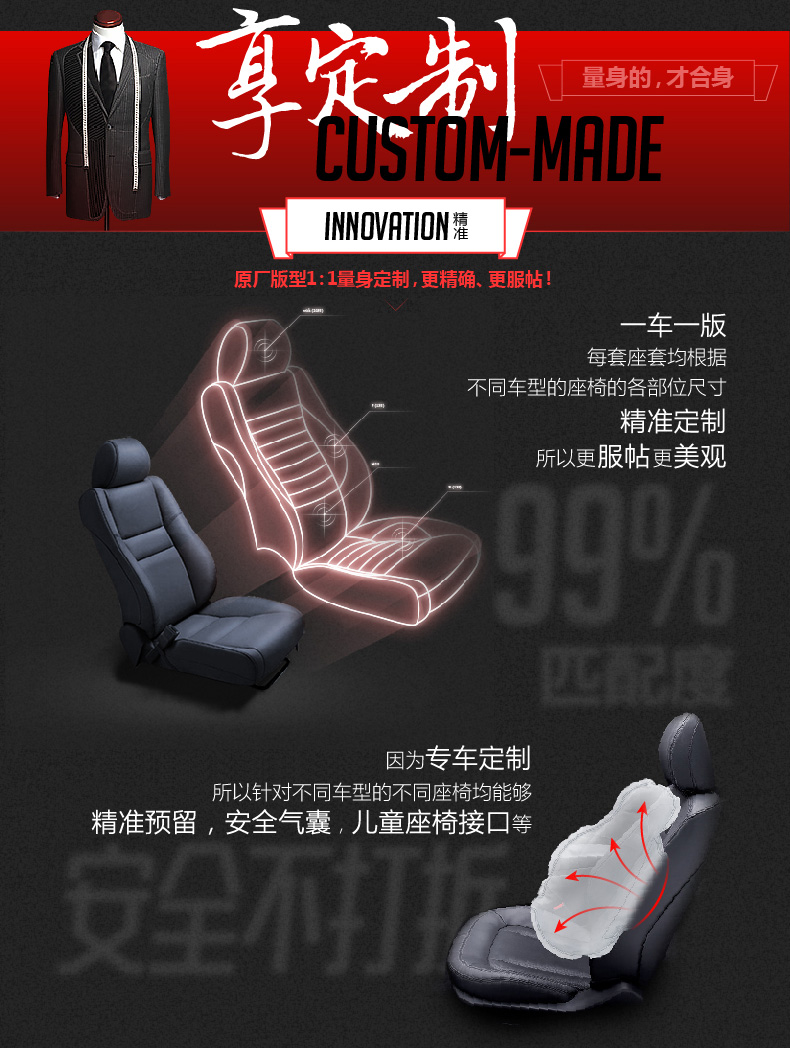 享定制
量身的，才合身
CUSTOM-MADE
INNOVATION 精准
原厂版型1:1量身定制,更精确、更服帖!
一车一版
每套座套均根据
不同车型的座椅的各部位尺寸
精准定制
所以更服帖更美观
99%
匹配度
因为专车定制
所以针对不同车型的不同座椅均能够
精准预留，安全气囊，儿童座椅接口等
安全不打折